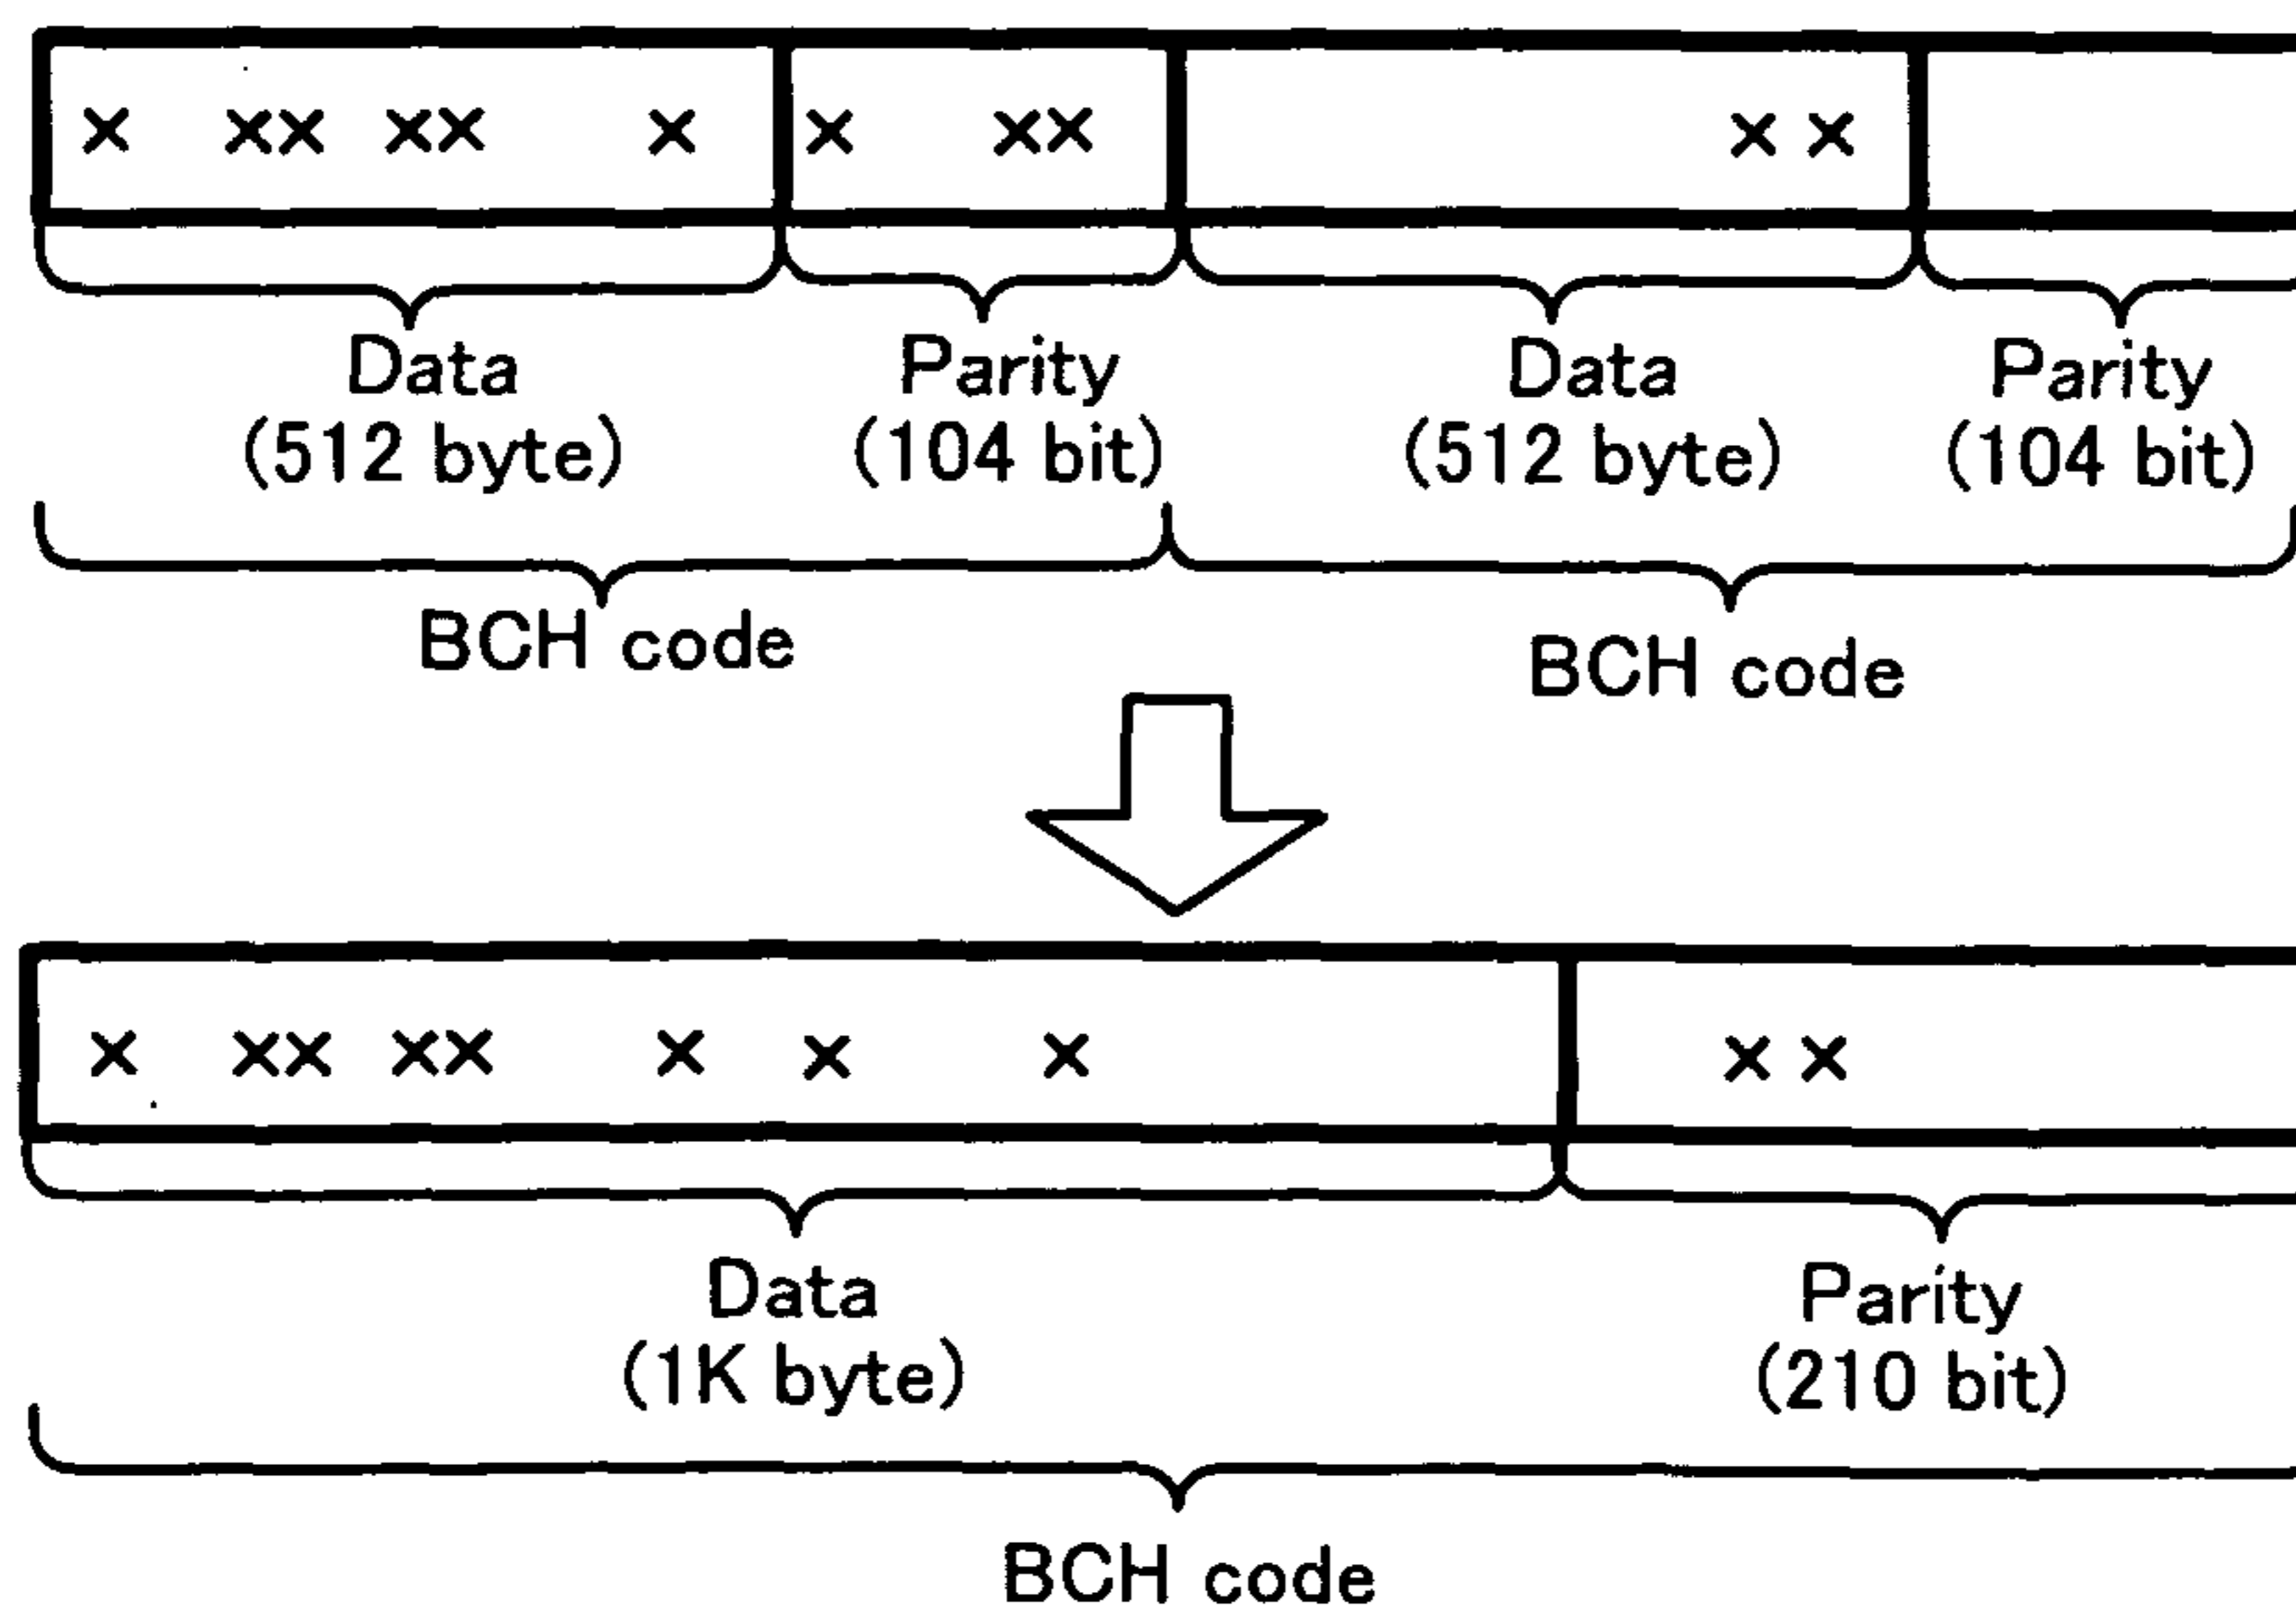 × ×× ×× × × ×× × ×
Data Parity Data Parity
(512 byte) (104 bit) (512 byte) (104 bit)
BCH code BCH code
× ×× ×× × × × × ×
Data Parity
(1K byte) (210 bit)
BCH code